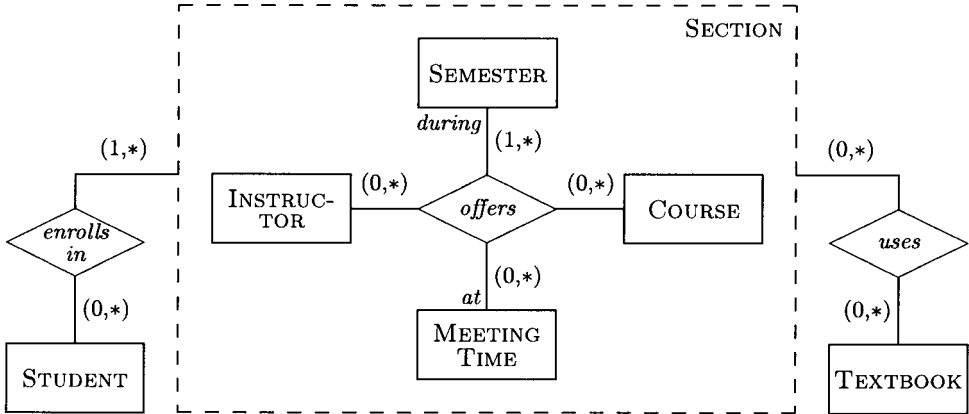 SECTION
SEMESTER
during
(1,*)
(1,*)
(0,*)
INSTRUC-
TOR
(0,*)
offers
(0,*)
COURSE
enrolls
in
uses
(0,*)
at
(0,*)
(0,*)
MEETING
TIME
STUDENT
TEXTBOOK